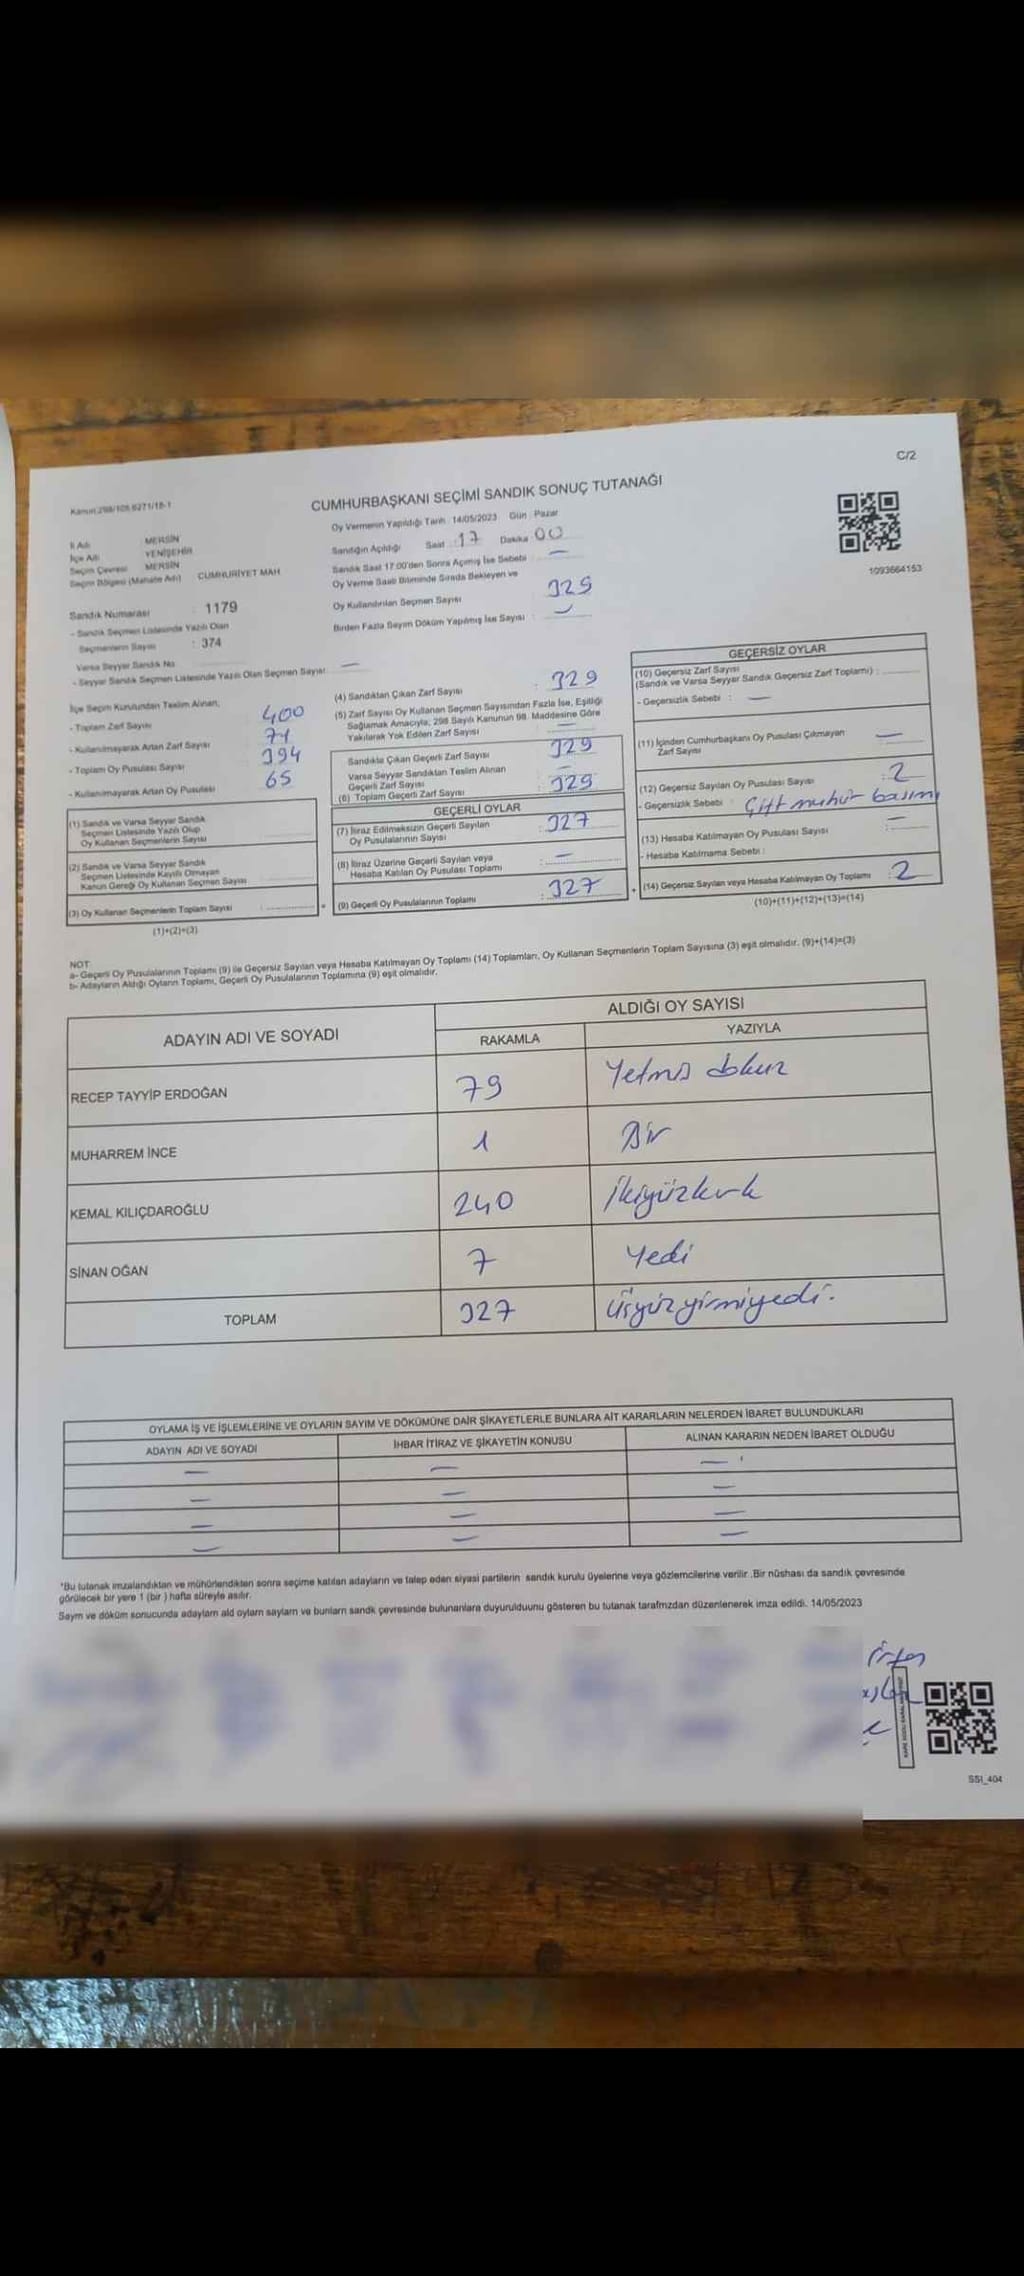 C/2
Kanun:298/105 6271/18-1
CUMHURBAŞKANI SEÇİMİ SANDIK SONUÇ TUTANAĞI
Oy Vermenin Yapıldığı Tarih : 14/05/2023 Gün : Pazar
İl Adı MERSİN
İlçe Adı YENİŞEHİR
Seçim Çevresi MERSİN
Seçim Bölgesi (Mahalle Adı) CUMHURİYET MAH
Sandığın Açıldığı Saat :17 Dakika :00
Sandık Saat 17.00'den Sonra Açımış İse Sebebi : —
Oy Verme Saati Bitiminde Sırada Bekleyen ve
Oy Kullandırılan Seçmen Sayısı : 329
Birden Fazla Sayım Döküm Yapılmış İse Sayısı : —
1093664153
Sandık Numarası : 1179
- Sandık Seçmen Listesinde Yazılı Olan
Seçmenlerin Sayısı : 374
Varsa Seyyar Sandık No
- Seyyar Sandık Seçmen Listesinde Yazılı Olan Seçmen Sayısı : —
İlçe Seçim Kurulundan Teslim Alınan;
- Toplam Zarf Sayısı 400
- Kullanılmayarak Artan Zarf Sayısı 71
- Toplam Oy Pusulası Sayısı 394
- Kullanılmayarak Artan Oy Pusulası 65
(1) Sandık ve Varsa Seyyar Sandık
Seçmen Listesinde Yazılı Olup
Oy Kullanan Seçmenlerin Sayısı
(2) Sandık ve Varsa Seyyar Sandık
Seçmen Listesinde Kayıtlı Olmayan
Kanun Gereği Oy Kullanan Seçmen Sayısı
(3) Oy Kullanan Seçmenlerin Toplam Sayısı :
(1)+(2)=(3)
(4) Sandıktan Çıkan Zarf Sayısı : 329
(5) Zarf Sayısı Oy Kullanan Seçmen Sayısından Fazla İse, Eşitliği
Sağlamak Amacıyla; 298 Sayılı Kanunun 98. Maddesine Göre
Yakılarak Yok Edilen Zarf Sayısı : —
Sandıkta Çıkan Geçerli Zarf Sayısı : 329
Varsa Seyyar Sandıktan Teslim Alınan
Geçerli Zarf Sayısı : —
(6) Toplam Geçerli Zarf Sayısı : 329
GEÇERLİ OYLAR
(7) İtiraz Edilmeksizin Geçerli Sayılan
Oy Pusulalarının Sayısı : 327
(8) İtiraz Üzerine Geçerli Sayılan veya
Hesaba Katılan Oy Pusulası Toplamı : —
(9) Geçerli Oy Pusulalarının Toplamı : 327
GEÇERSİZ OYLAR
(10) Geçersiz Zarf Sayısı
(Sandık ve Varsa Seyyar Sandık Geçersiz Zarf Toplamı) :
- Geçersizlik Sebebi : —
(11) İçinden Cumhurbaşkanı Oy Pusulası Çıkmayan
Zarf Sayısı —
(12) Geçersiz Sayılan Oy Pusulası Sayısı : 2
- Geçersizlik Sebebi : Çift mühür basım
(13) Hesaba Katılmayan Oy Pusulası Sayısı : —
- Hesaba Katılmama Sebebi :
(14) Geçersiz Sayılan veya Hesaba Katılmayan Oy Toplamı : 2
(10)+(11)+(12)+(13)=(14)
NOT:
a- Geçerli Oy Pusulalarının Toplamı (9) ile Geçersiz Sayılan veya Hesaba Katılmayan Oy Toplamı (14) Toplamları, Oy Kullanan Seçmenlerin Toplam Sayısına (3) eşit olmalıdır. (9)+(14)=(3)
b- Adayların Aldığı Oyların Toplamı, Geçerli Oy Pusulalarının Toplamına (9) eşit olmalıdır.
ADAYIN ADI VE SOYADI ALDIĞI OY SAYISI
RAKAMLA YAZIYLA
RECEP TAYYİP ERDOĞAN 79 Yetmiş dokuz
MUHARREM İNCE 1 Bir
KEMAL KILIÇDAROĞLU 240 İkiyüzkırk
SİNAN OĞAN 7 Yedi
TOPLAM 327 Üçyüzyirmiyedi.
OYLAMA İŞ VE İŞLEMLERİNE VE OYLARIN SAYIM VE DÖKÜMÜNE DAİR ŞİKAYETLERLE BUNLARA AİT KARARLARIN NELERDEN İBARET BULUNDUKLARI
ADAYIN ADI VE SOYADI İHBAR İTİRAZ VE ŞİKAYETİN KONUSU ALINAN KARARIN NEDEN İBARET OLDUĞU
— — —
— — —
— — —
— — —
*Bu tutanak imzalandıktan ve mühürlendikten sonra seçime katılan adayların ve talep eden siyasi partilerin sandık kurulu üyelerine veya gözlemcilerine verilir .Bir nüshası da sandık çevresinde
görülecek bir yere 1 (bir ) hafta süreyle asılır.
Saym ve döküm sonucunda adaylarn ald oylarn saylarn ve bunlarn sandk çevresinde bulunanlara duyurulduunu gösteren bu tutanak tarafmzdan düzenlenerek imza edildi. 14/05/2023
SSI_404